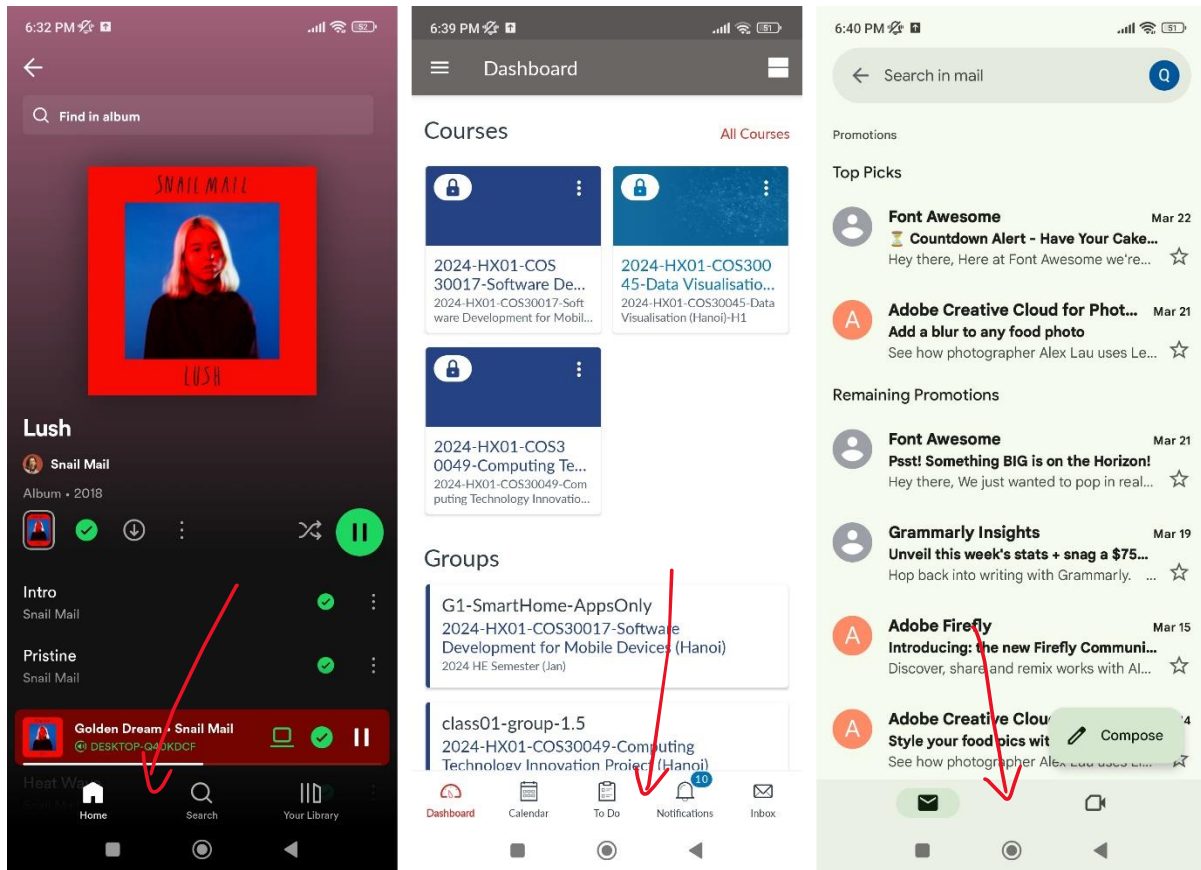 6:32 PM
52
Find in album
SNAIL MAIL
LUSH
Lush
Snail Mail
Album • 2018
Intro
Snail Mail
Pristine
Snail Mail
Golden Dream • Snail Mail
DESKTOP-Q40KDCF
Heat Wave
Home
Search
Your Library
6:39 PM
51
Dashboard
Courses
All Courses
2024-HX01-COS
30017-Software De...
2024-HX01-COS30017-Soft
ware Development for Mobil...
2024-HX01-COS300
45-Data Visualisatio...
2024-HX01-COS30045-Data
Visualisation (Hanoi)-H1
2024-HX01-COS3
0049-Computing Te...
2024-HX01-COS30049-Com
puting Technology Innovatio...
Groups
G1-SmartHome-AppsOnly
2024-HX01-COS30017-Software
Development for Mobile Devices (Hanoi)
2024 HE Semester (Jan)
class01-group-1.5
2024-HX01-COS30049-Computing
Technology Innovation Project (Hanoi)
10
Dashboard
Calendar
To Do
Notifications
Inbox
6:40 PM
51
Search in mail
Q
Promotions
Top Picks
Font Awesome
Mar 22
⏳ Countdown Alert - Have Your Cake...
Hey there, Here at Font Awesome we're...
A
Adobe Creative Cloud for Phot...
Mar 21
Add a blur to any food photo
See how photographer Alex Lau uses Le...
Remaining Promotions
Font Awesome
Mar 21
Psst! Something BIG is on the Horizon!
Hey there, We just wanted to pop in real...
Grammarly Insights
Mar 19
Unveil this week's stats + snag a $75...
Hop back into writing with Grammarly. ...
A
Adobe Firefly
Mar 15
Introducing: the new Firefly Communi...
Discover, share and remix works with AI...
A
Adobe Creative Clou
4
Style your food pics wit
See how photographer Alex Lau uses
Compose